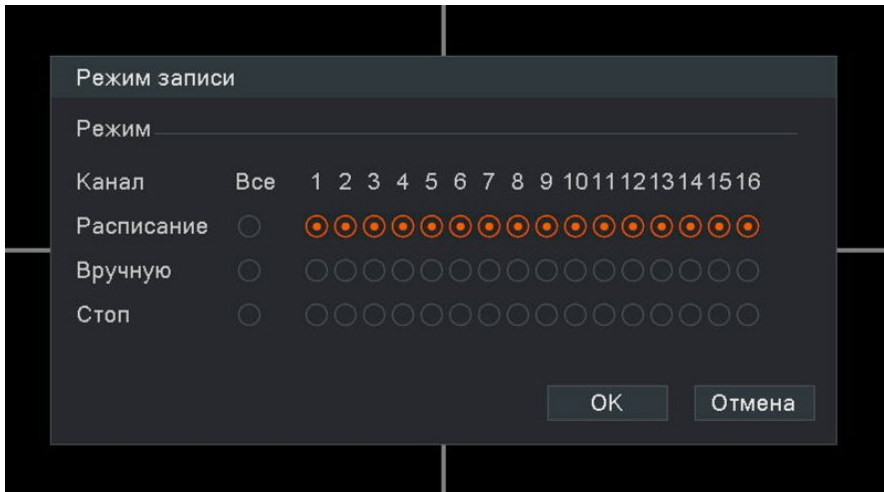 Режим записи
Режим
Канал Все 1 2 3 4 5 6 7 8 9 10 11 12 13 14 15 16
Расписание
Вручную
Стоп
OK Отмена